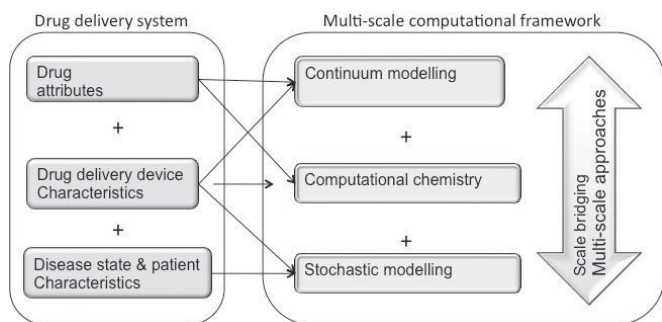 Drug delivery system
Multi-scale computational framework
Drug
attributes
+
Drug delivery device
Characteristics
+
Disease state & patient
Characteristics
Continuum modelling
+
Computational chemistry
+
Stochastic modelling
Scale bridging
Multi-scale approaches